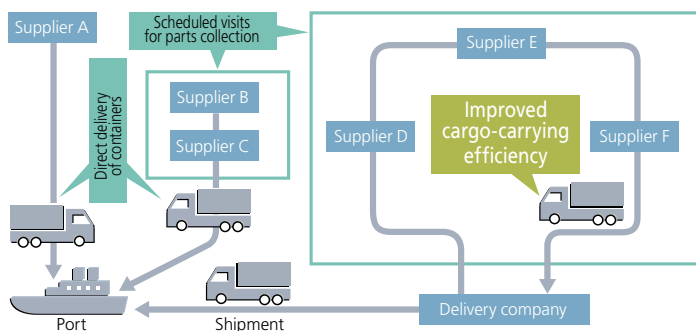 Supplier A
Scheduled visits
for parts collection
Supplier E
Supplier B
Improved
cargo-carrying
efficiency
Direct delivery
of containers
Supplier D
Supplier F
Supplier C
Delivery company
Port
Shipment